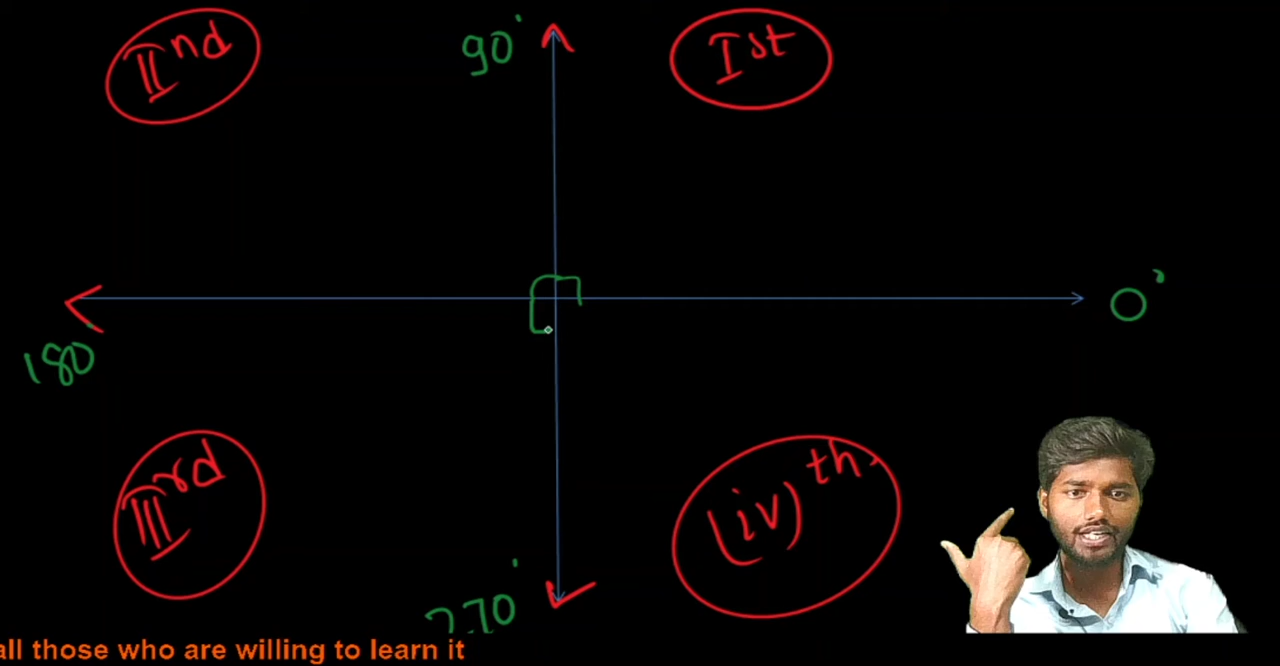 IInd
90°
Ist
0°
180°
IIIrd
(iv)th
270°
all those who are willing to learn it